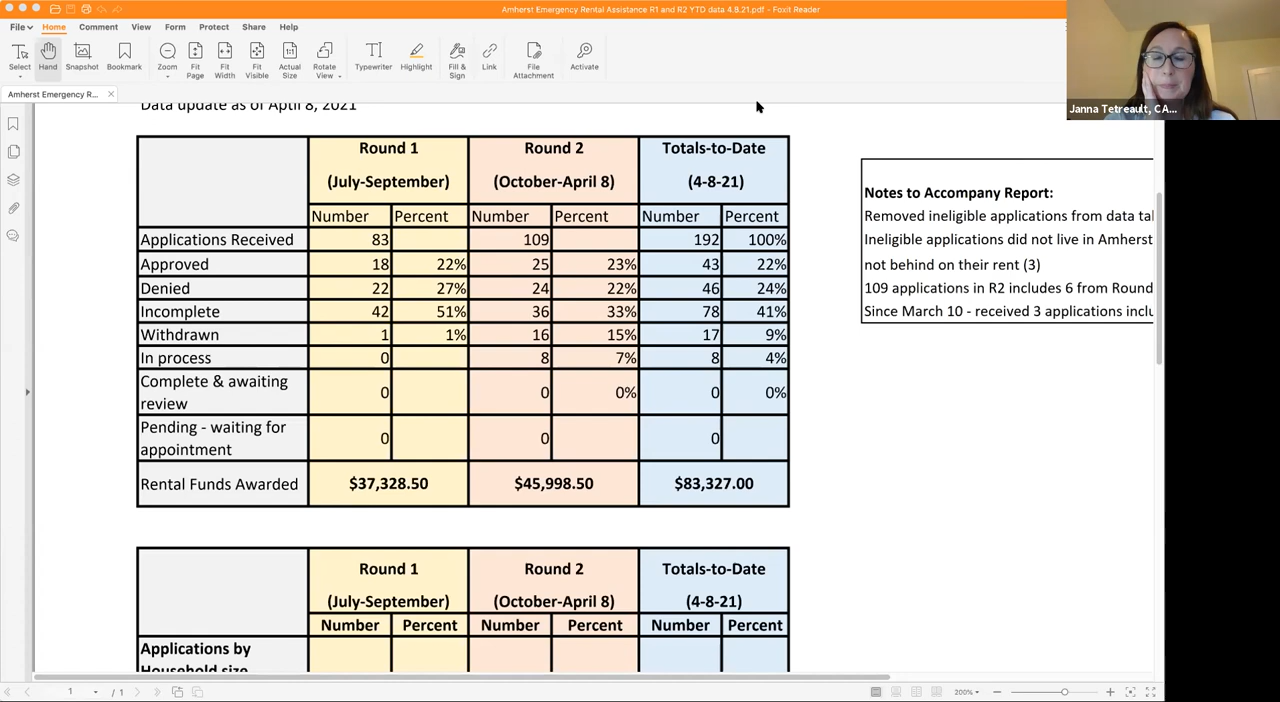 Amherst Emergency Rental Assistance R1 and R2 YTD data 4.8.21.pdf - Foxit Reader
File Home Comment View Form Protect Share Help
Select Hand Snapshot Bookmark Zoom Fit Page Fit Width Fit Visible Actual Size Rotate View Typewriter Highlight Fill & Sign Link File Attachment Activate
Janna Tetreault, CA...
Amherst Emergency R...
Data update as of April 8, 2021
Round 1 Round 2 Totals-to-Date
(July-September) (October-April 8) (4-8-21)
Number Percent Number Percent Number Percent
Applications Received 83 109 192 100%
Approved 18 22% 25 23% 43 22%
Denied 22 27% 24 22% 46 24%
Incomplete 42 51% 36 33% 78 41%
Withdrawn 1 1% 16 15% 17 9%
In process 0 8 7% 8 4%
Complete & awaiting
review 0 0 0% 0 0%
Pending - waiting for
appointment 0 0 0
Rental Funds Awarded $37,328.50 $45,998.50 $83,327.00
Notes to Accompany Report:
Removed ineligible applications from data tal
Ineligible applications did not live in Amherst
not behind on their rent (3)
109 applications in R2 includes 6 from Round
Since March 10 - received 3 applications inclu
Round 1 Round 2 Totals-to-Date
(July-September) (October-April 8) (4-8-21)
Number Percent Number Percent Number Percent
Applications by
Household size
1 / 1
200%